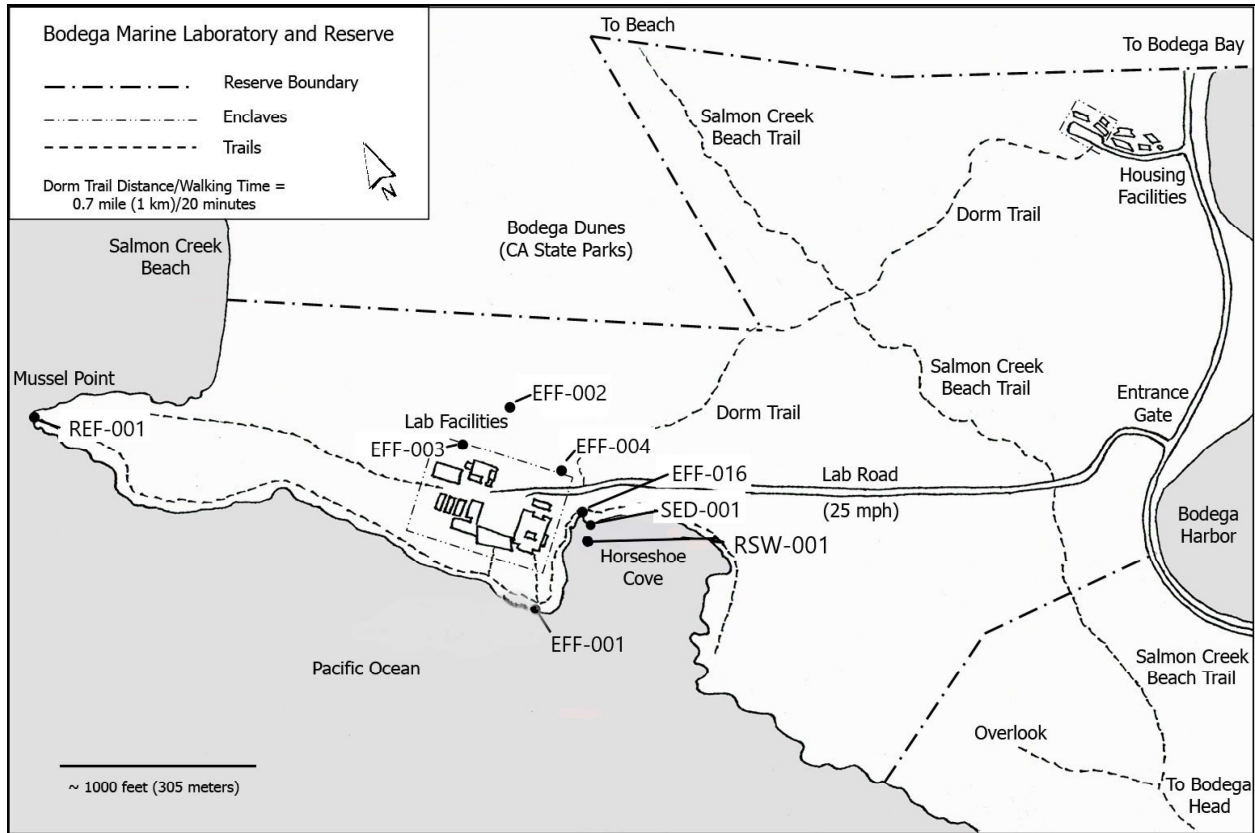 Bodega Marine Laboratory and Reserve
Reserve Boundary
Enclaves
Trails
N
Dorm Trail Distance/Walking Time =
0.7 mile (1 km)/20 minutes
To Beach
To Bodega Bay
Salmon Creek
Beach Trail
Housing
Facilities
Dorm Trail
Bodega Dunes
(CA State Parks)
Salmon Creek
Beach
Mussel Point
REF-001
EFF-002
Lab Facilities
EFF-003
EFF-004
Dorm Trail
Salmon Creek
Beach Trail
Entrance
Gate
EFF-016
Lab Road
(25 mph)
SED-001
RSW-001
Horseshoe
Cove
Bodega
Harbor
EFF-001
Pacific Ocean
Salmon Creek
Beach Trail
Overlook
To Bodega
Head
~ 1000 feet (305 meters)